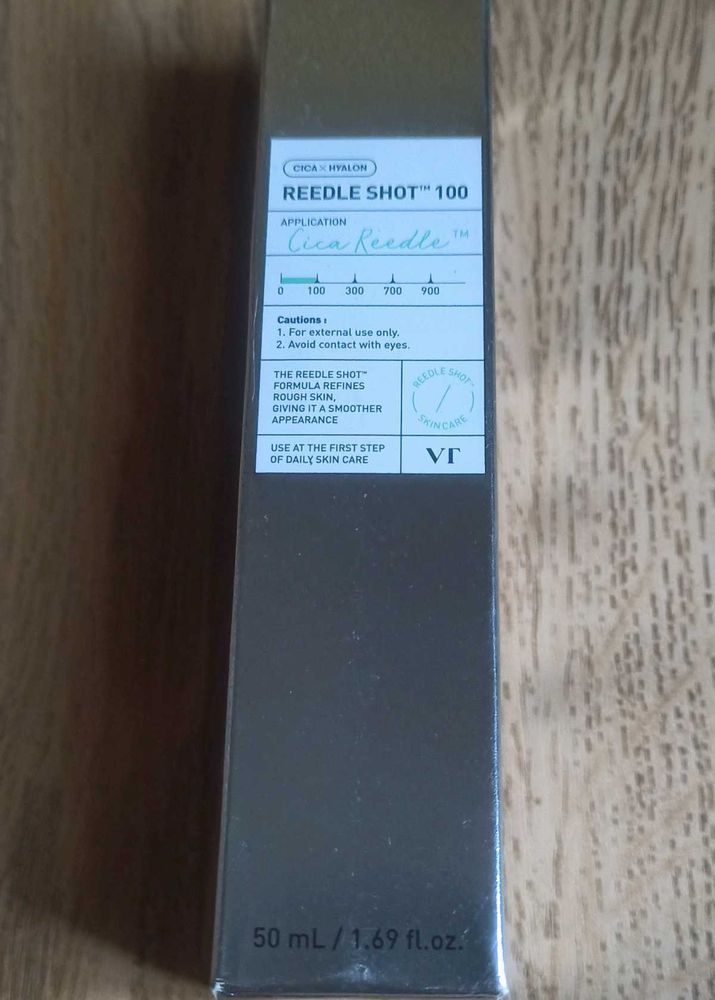 CICA × HYALON
REEDLE SHOT™ 100
APPLICATION
Cica Reedle™
0 100 300 700 900
Cautions :
1. For external use only.
2. Avoid contact with eyes.
THE REEDLE SHOT™
FORMULA REFINES
ROUGH SKIN,
GIVING IT A SMOOTHER
APPEARANCE
REEDLE SHOT™
SKINCARE
USE AT THE FIRST STEP
OF DAILY SKIN CARE
VT
50 mL / 1.69 fl.oz.